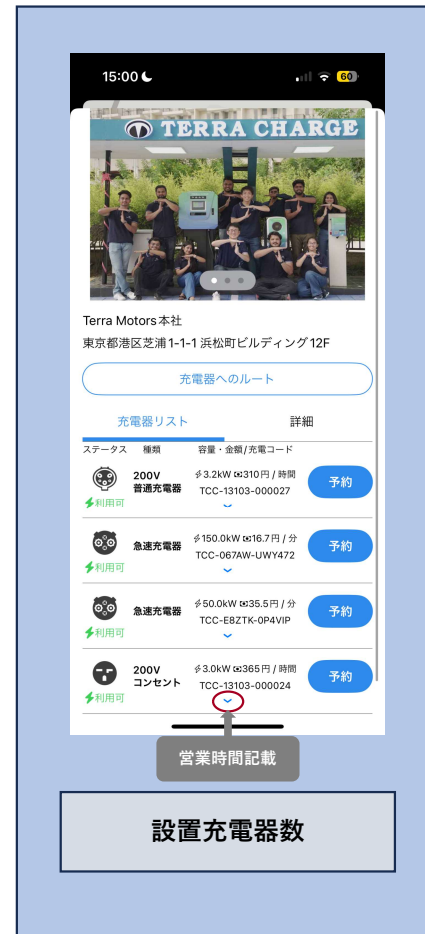 15:00
60
TERRA CHARGE
Terra Motors本社
東京都港区芝浦1-1-1 浜松町ビルディング12F
充電器へのルート
充電器リスト 詳細
ステータス 種類 容量・金額/充電コード
200V 3.2kW 310円 / 時間
普通充電器 TCC-13103-000027 予約
利用可
150.0kW 16.7円 / 分
急速充電器 TCC-067AW-UWY472 予約
利用可
50.0kW 35.5円 / 分
急速充電器 TCC-E8ZTK-0P4VIP 予約
利用可
200V 3.0kW 365円 / 時間
コンセント TCC-13103-000024 予約
利用可
営業時間記載
設置充電器数